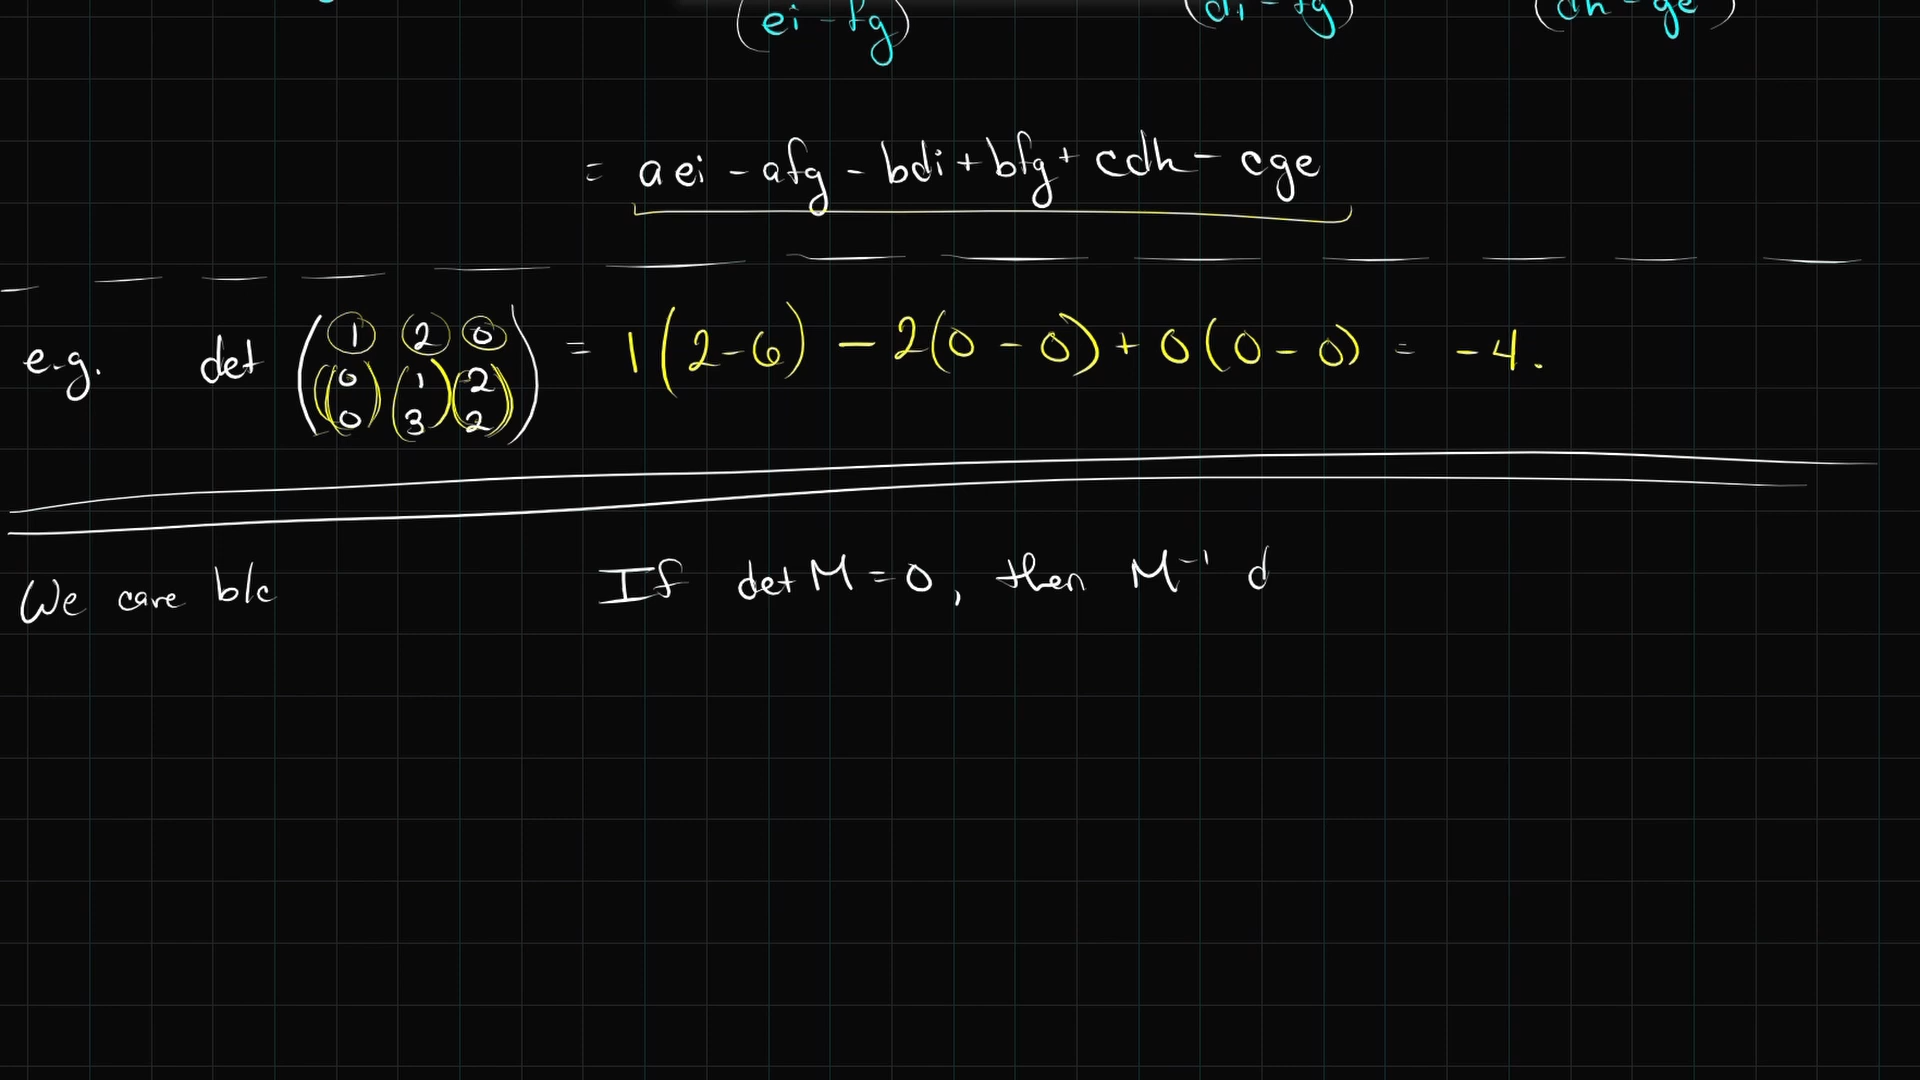 (ei - fg) (di - fg) (dh - ge)
= aei - afg - bdi + bfg + cdh - cge
e.g. det (1 2 0 = 1(2-6) - 2(0 - 0) + 0(0 - 0) = -4.
0 1 2
0 3 2)
We care b/c If det M = 0, then M⁻¹ d